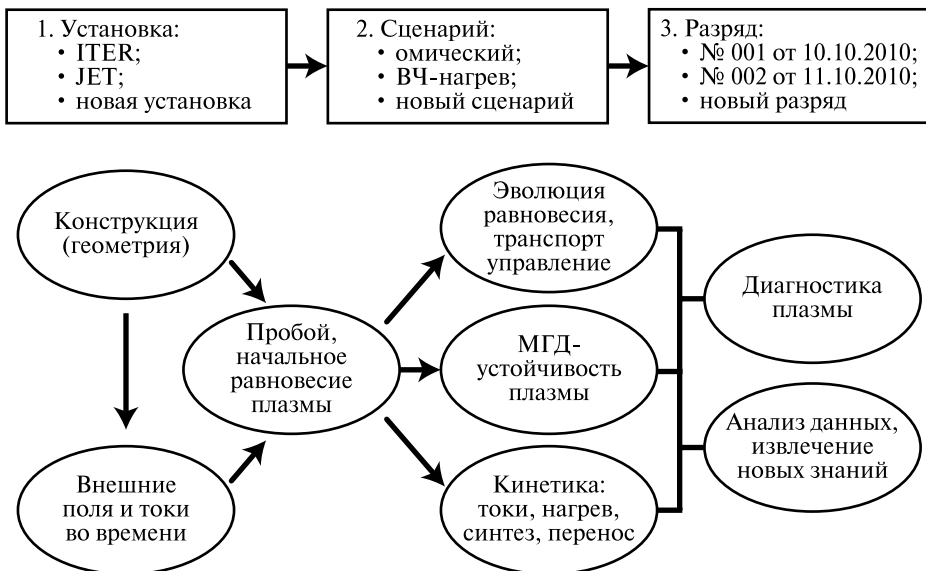 1. Установка:
• ITER;
• JET;
• новая установка
2. Сценарий:
• омический;
• ВЧ-нагрев;
• новый сценарий
3. Разряд:
• № 001 от 10.10.2010;
• № 002 от 11.10.2010;
• новый разряд
Конструкция
(геометрия)
Внешние
поля и токи
во времени
Пробой,
начальное
равновесие
плазмы
Эволюция
равновесия,
транспорт
управление
МГД-
устойчивость
плазмы
Кинетика:
токи, нагрев,
синтез, перенос
Диагностика
плазмы
Анализ данных,
извлечение
новых знаний